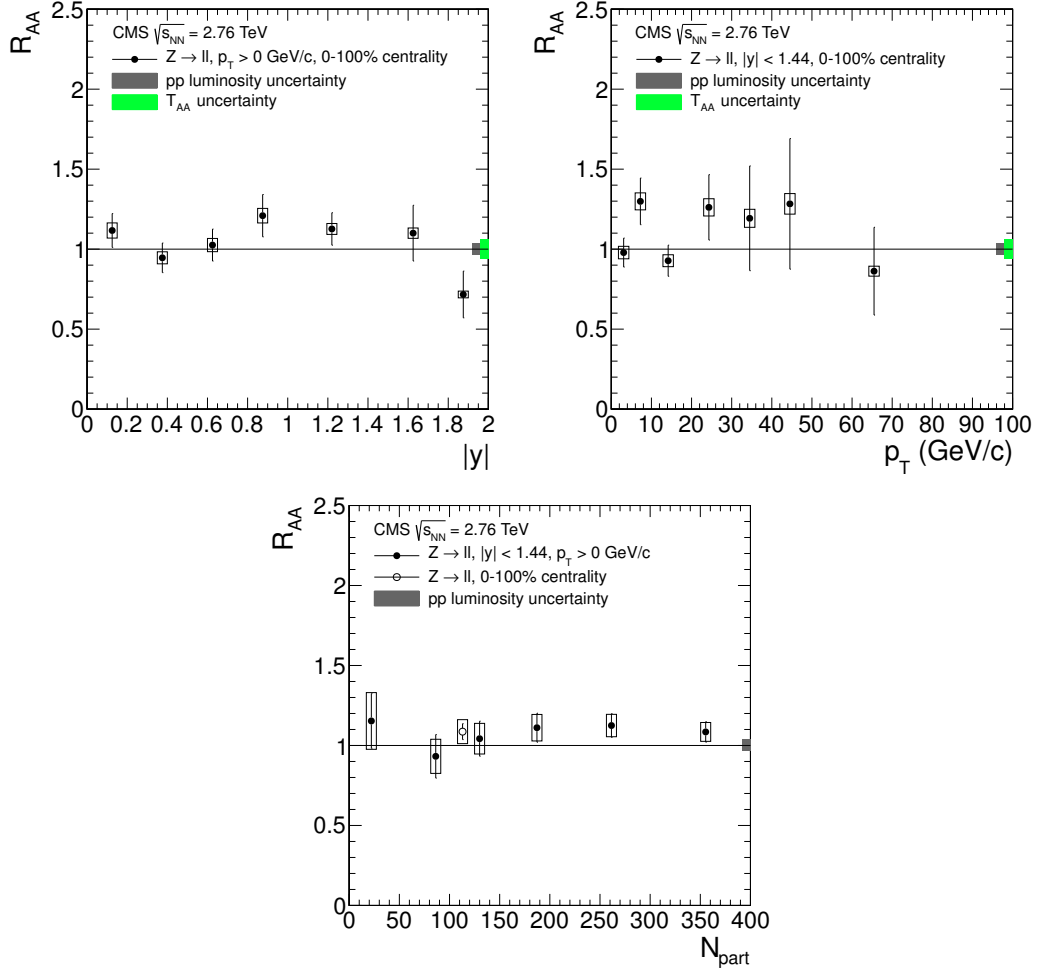 R_AA
CMS √s_NN = 2.76 TeV
Z → ll, p_T > 0 GeV/c, 0-100% centrality
pp luminosity uncertainty
T_AA uncertainty
2.5
2
1.5
1
0.5
0
0 0.2 0.4 0.6 0.8 1 1.2 1.4 1.6 1.8 2
|y|
R_AA
CMS √s_NN = 2.76 TeV
Z → ll, |y| < 1.44, 0-100% centrality
pp luminosity uncertainty
T_AA uncertainty
2.5
2
1.5
1
0.5
0
0 10 20 30 40 50 60 70 80 90 100
p_T (GeV/c)
R_AA
CMS √s_NN = 2.76 TeV
Z → ll, |y| < 1.44, p_T > 0 GeV/c
Z → ll, 0-100% centrality
pp luminosity uncertainty
2.5
2
1.5
1
0.5
0
0 50 100 150 200 250 300 350 400
N_part